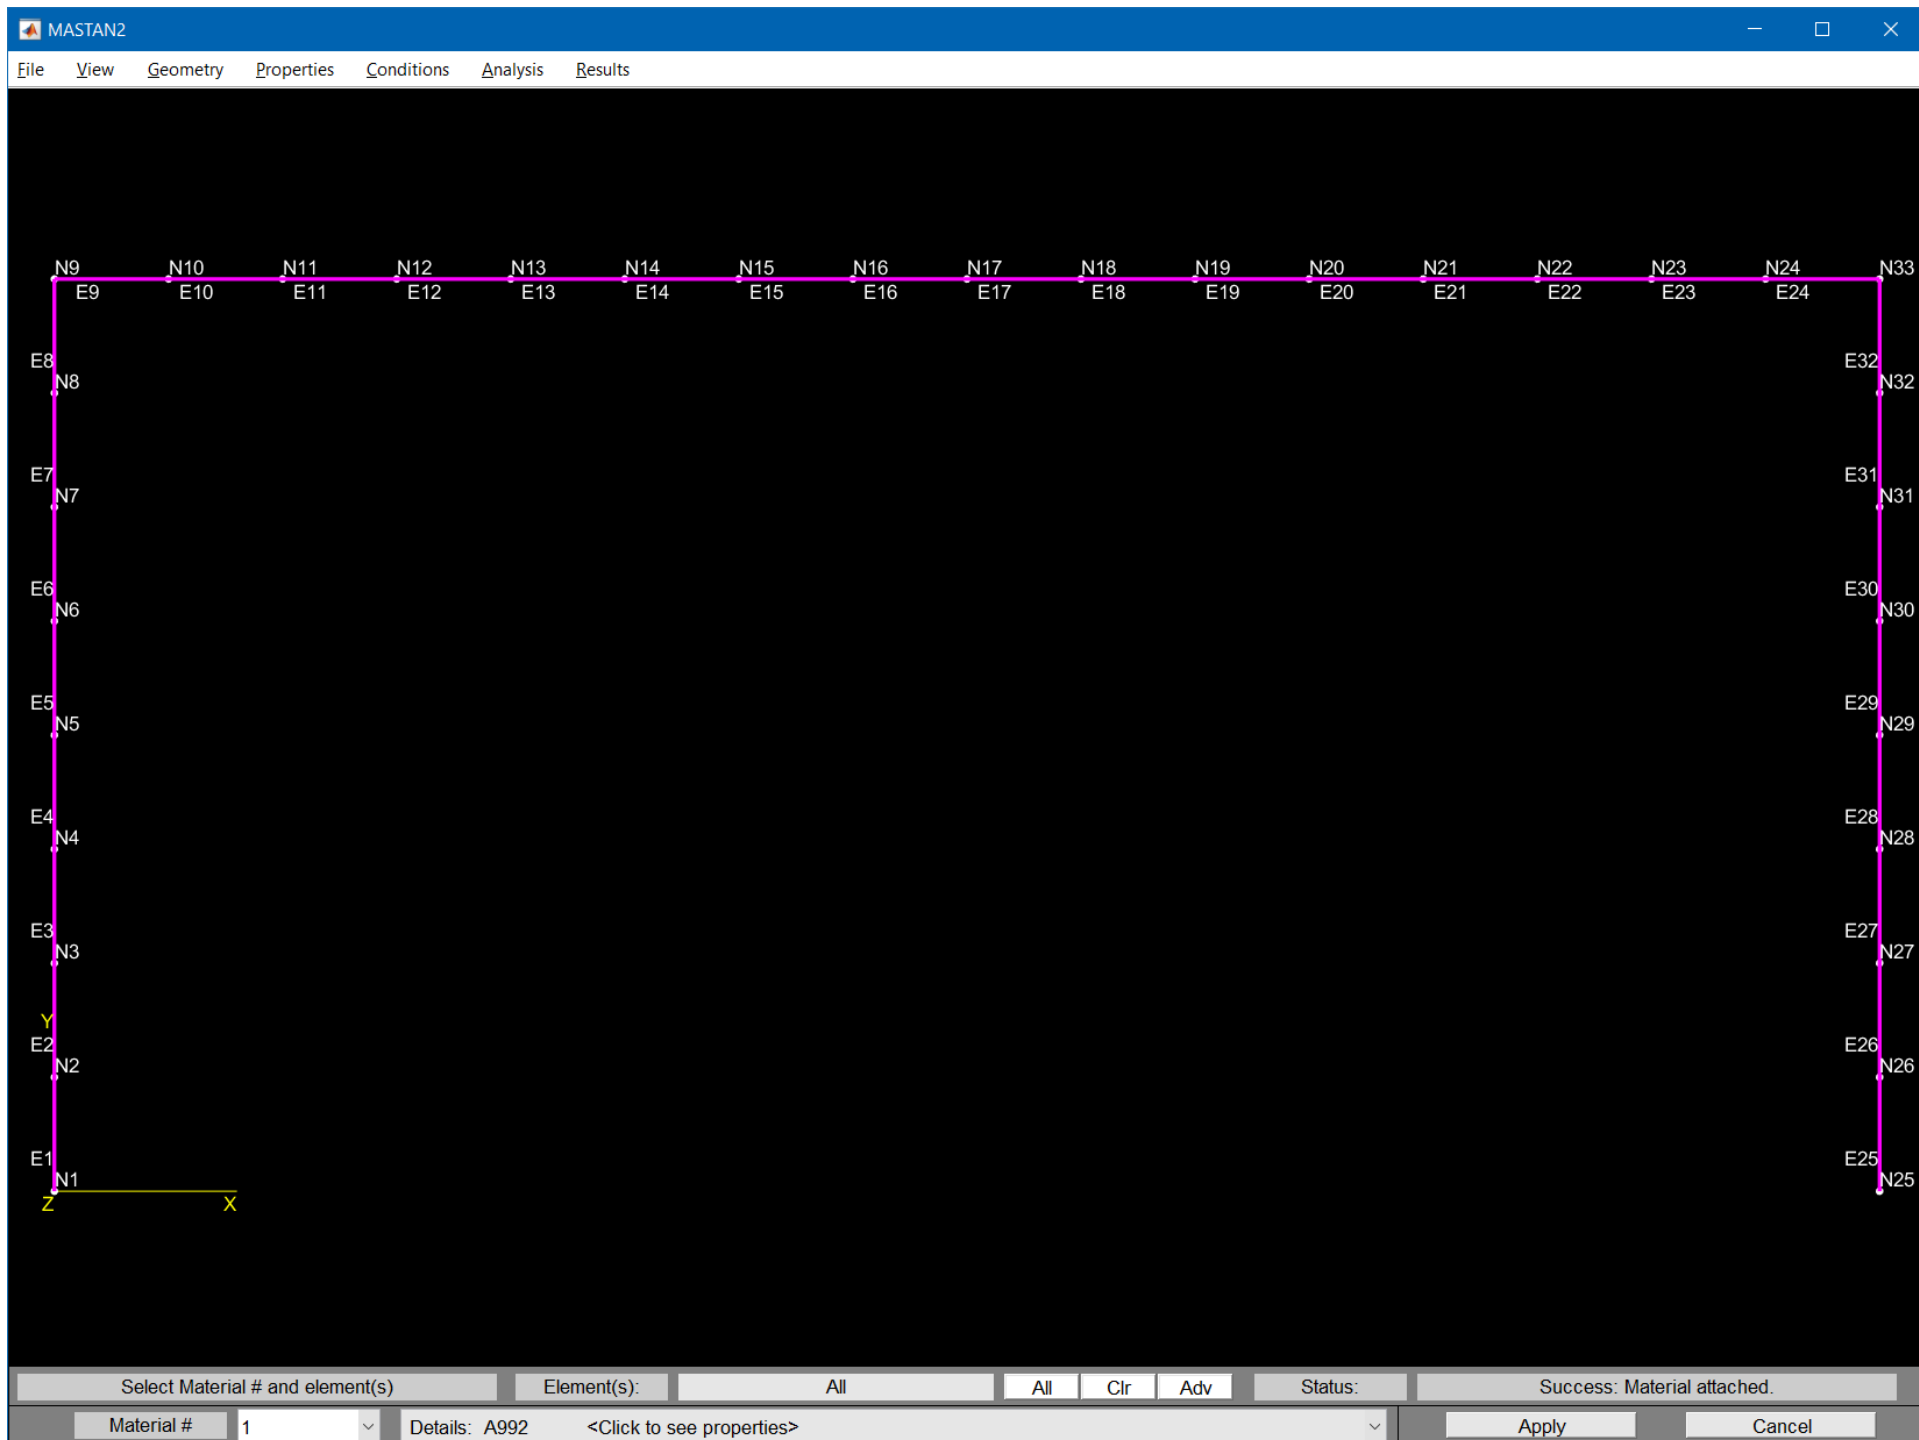 MASTAN2
File View Geometry Properties Conditions Analysis Results
N9 N10 N11 N12 N13 N14 N15 N16 N17 N18 N19 N20 N21 N22 N23 N24 N33
E9 E10 E11 E12 E13 E14 E15 E16 E17 E18 E19 E20 E21 E22 E23 E24
E8 E32
N8 N32
E7 E31
N7 N31
E6 E30
N6 N30
E5 E29
N5 N29
E4 E28
N4 N28
E3 E27
N3 N27
Y
E2 E26
N2 N26
E1 E25
N1 N25
Z X
Select Material # and element(s) Element(s): All All Clr Adv Status: Success: Material attached.
Material # 1 Details: A992 <Click to see properties> Apply Cancel